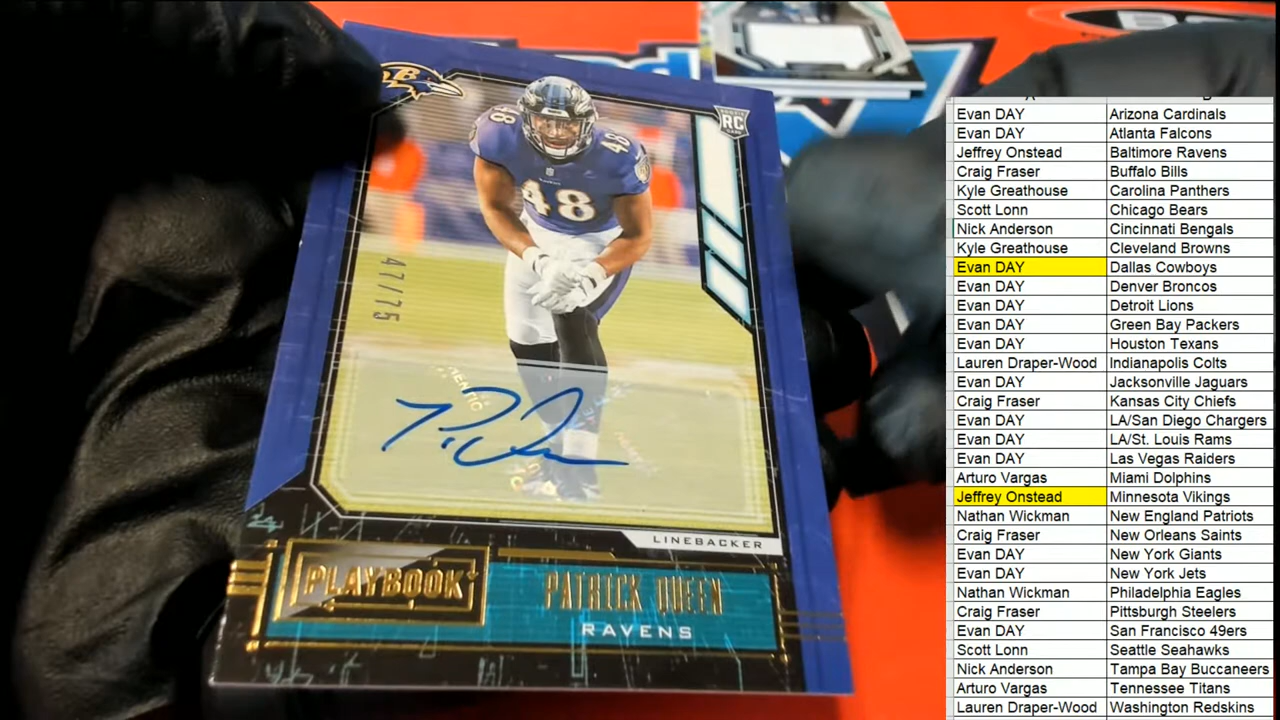 48
48
RC
48
47/75
LINEBACKER
PLAYBOOK
PATRICK QUEEN
RAVENS
Evan DAY Arizona Cardinals
Evan DAY Atlanta Falcons
Jeffrey Onstead Baltimore Ravens
Craig Fraser Buffalo Bills
Kyle Greathouse Carolina Panthers
Scott Lonn Chicago Bears
Nick Anderson Cincinnati Bengals
Kyle Greathouse Cleveland Browns
Evan DAY Dallas Cowboys
Evan DAY Denver Broncos
Evan DAY Detroit Lions
Evan DAY Green Bay Packers
Evan DAY Houston Texans
Lauren Draper-Wood Indianapolis Colts
Evan DAY Jacksonville Jaguars
Craig Fraser Kansas City Chiefs
Evan DAY LA/San Diego Chargers
Evan DAY LA/St. Louis Rams
Evan DAY Las Vegas Raiders
Arturo Vargas Miami Dolphins
Jeffrey Onstead Minnesota Vikings
Nathan Wickman New England Patriots
Craig Fraser New Orleans Saints
Evan DAY New York Giants
Evan DAY New York Jets
Nathan Wickman Philadelphia Eagles
Craig Fraser Pittsburgh Steelers
Evan DAY San Francisco 49ers
Scott Lonn Seattle Seahawks
Nick Anderson Tampa Bay Buccaneers
Arturo Vargas Tennessee Titans
Lauren Draper-Wood Washington Redskins